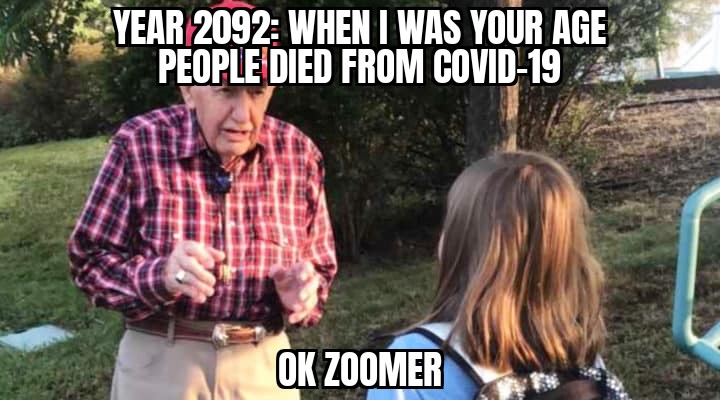 YEAR 2092: WHEN I WAS YOUR AGE
PEOPLE DIED FROM COVID-19
OK ZOOMER